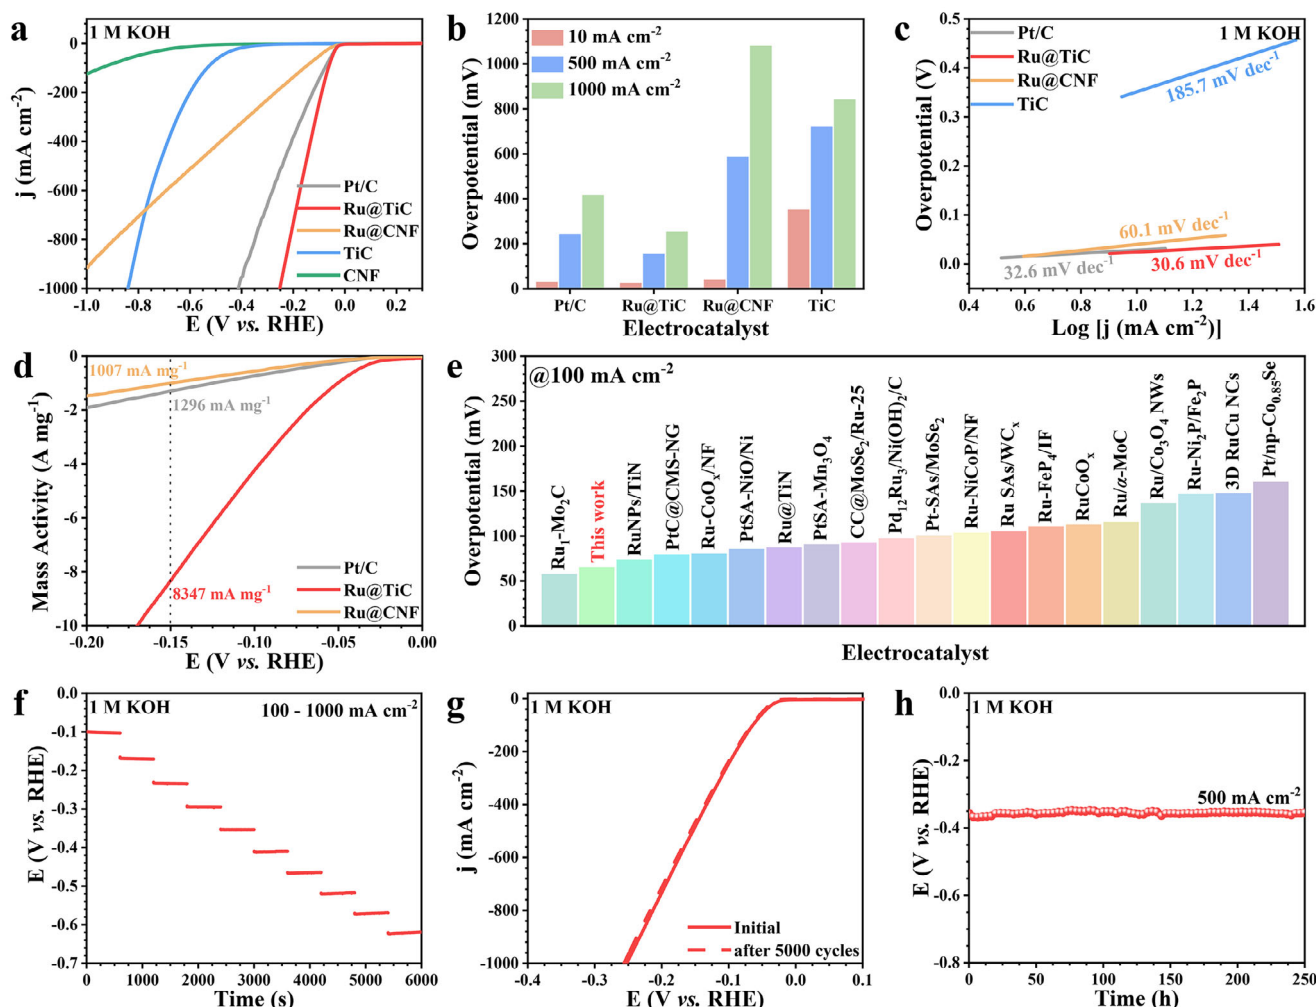 a
1 M KOH
0
-200
-400
-600
-800
-1000
j (mA cm⁻²)
-1.0 -0.8 -0.6 -0.4 -0.2 0.0 0.2
E (V vs. RHE)
Pt/C
Ru@TiC
Ru@CNF
TiC
CNF
b
10 mA cm⁻²
500 mA cm⁻²
1000 mA cm⁻²
1200
1000
800
600
400
200
0
Overpotential (mV)
Pt/C Ru@TiC Ru@CNF TiC
Electrocatalyst
c
1 M KOH
Pt/C
Ru@TiC
Ru@CNF
TiC
185.7 mV dec⁻¹
60.1 mV dec⁻¹
32.6 mV dec⁻¹
30.6 mV dec⁻¹
0.5
0.4
0.3
0.2
0.1
0.0
Overpotential (V)
0.4 0.6 0.8 1.0 1.2 1.4 1.6
Log [j (mA cm⁻²)]
d
1007 mA mg⁻¹
1296 mA mg⁻¹
8347 mA mg⁻¹
Pt/C
Ru@TiC
Ru@CNF
0
-2
-4
-6
-8
-10
Mass Activity (A mg⁻¹)
-0.20 -0.15 -0.10 -0.05 0.00
E (V vs. RHE)
e
@100 mA cm⁻²
300
250
200
150
100
50
0
Overpotential (mV)
Ru₁-Mo₂C
This work
RuNPs/TiN
PtC@CMS-NG
Ru-CoOₓ/NF
PtSA-NiO/Ni
Ru@TiN
PtSA-Mn₃O₄
CC@MoSe₂/Ru-25
Pd₁₂Ru₃/Ni(OH)₂/C
Pt-SAs/MoSe₂
Ru-NiCoP/NF
Ru SAs/WCₓ
Ru-FeP₄/IF
RuCoOₓ
Ru/α-MoC
Ru/Co₃O₄ NWs
Ru-Ni₂P/Fe₂P
3D RuCu NCs
Pt/np-Co₀.₈₅Se
Electrocatalyst
f
1 M KOH
100 - 1000 mA cm⁻²
0.0
-0.1
-0.2
-0.3
-0.4
-0.5
-0.6
-0.7
E (V vs. RHE)
0 1000 2000 3000 4000 5000 6000
Time (s)
g
1 M KOH
0
-200
-400
-600
-800
-1000
j (mA cm⁻²)
Initial
after 5000 cycles
-0.4 -0.3 -0.2 -0.1 0.0 0.1
E (V vs. RHE)
h
1 M KOH
500 mA cm⁻²
0.0
-0.2
-0.4
-0.6
-0.8
E (V vs. RHE)
0 50 100 150 200 250
Time (h)